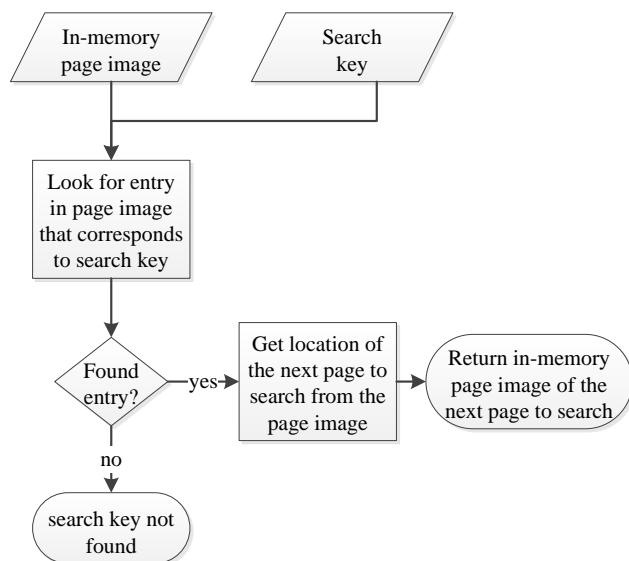 In-memory
page image
Search
key
Look for entry
in page image
that corresponds
to search key
Found
entry?
yes
Get location of
the next page to
search from the
page image
Return in-memory
page image of the
next page to search
no
search key not
found